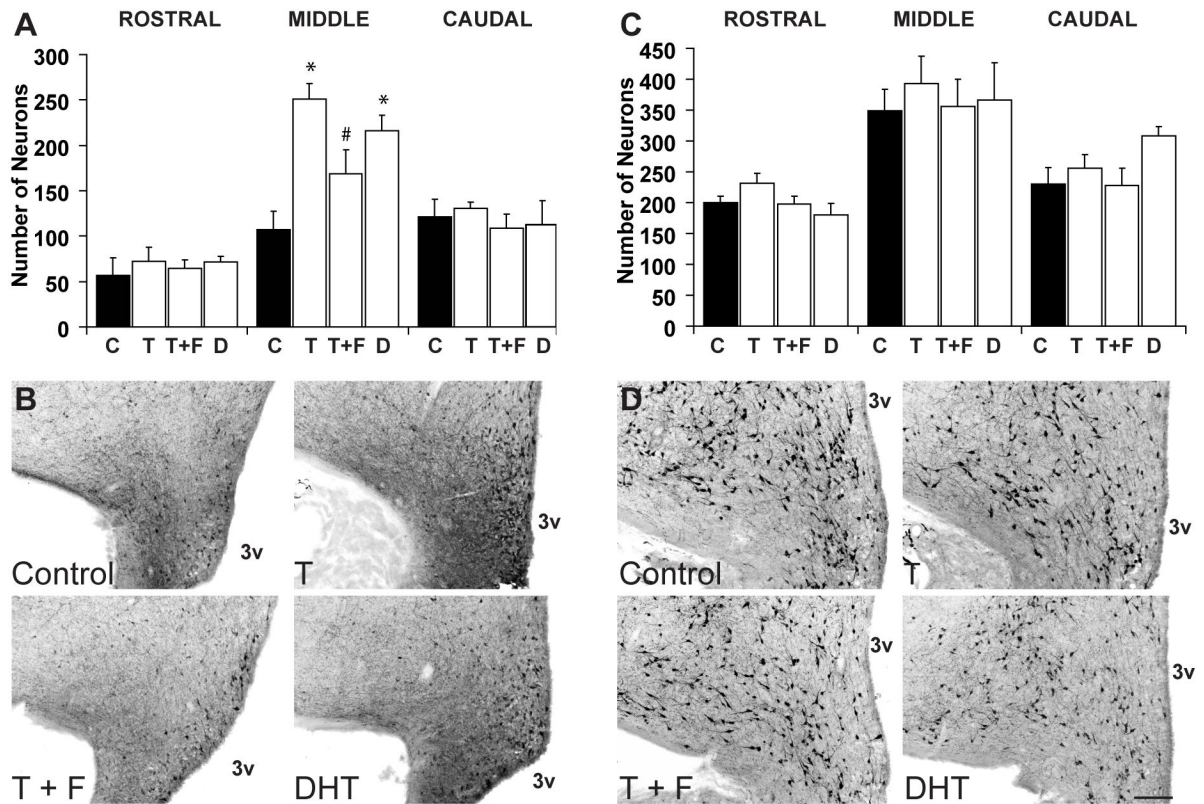 A ROSTRAL MIDDLE CAUDAL
Number of Neurons
300
250
200
150
100
50
0
* # *
C T T+F D C T T+F D C T T+F D
C ROSTRAL MIDDLE CAUDAL
Number of Neurons
450
400
350
300
250
200
150
100
50
0
C T T+F D C T T+F D C T T+F D
B
Control 3v
T 3v
T + F 3v
DHT 3v
D
Control 3v
T 3v
T + F 3v
DHT 3v